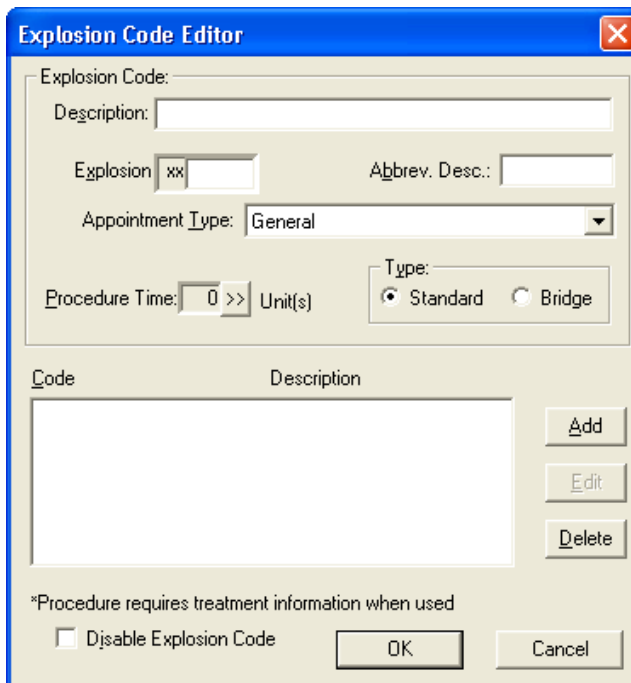 Explosion Code Editor
Explosion Code:
Description:
Explosion xx Abbrev. Desc.:
Appointment Type: General
Type:
Procedure Time: 0 >> Unit(s) Standard Bridge
Code Description
Add
Edit
Delete
*Procedure requires treatment information when used
Disable Explosion Code OK Cancel